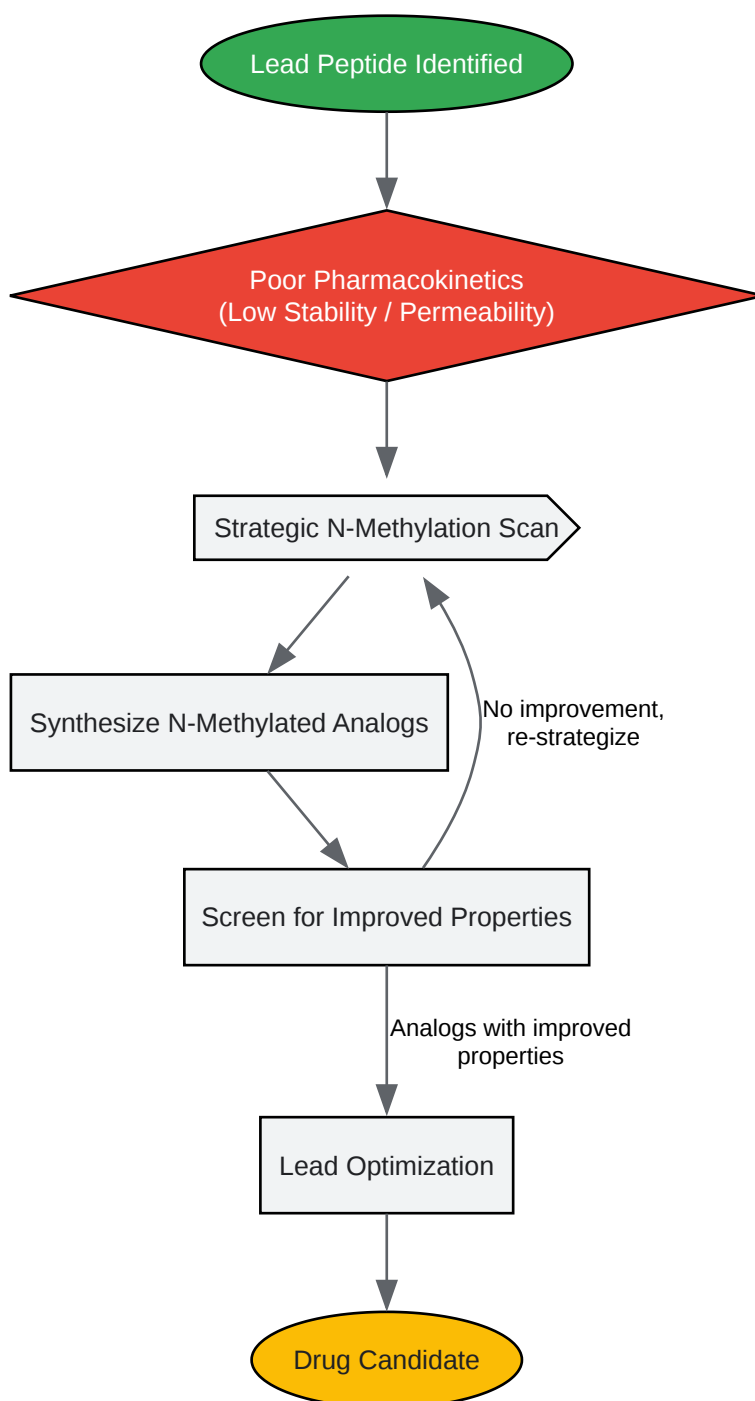 Lead Peptide Identified
Poor Pharmacokinetics
(Low Stability / Permeability)
Strategic N-Methylation Scan
Synthesize N-Methylated Analogs
No improvement,
re-strategize
Screen for Improved Properties
Analogs with improved
properties
Lead Optimization
Drug Candidate